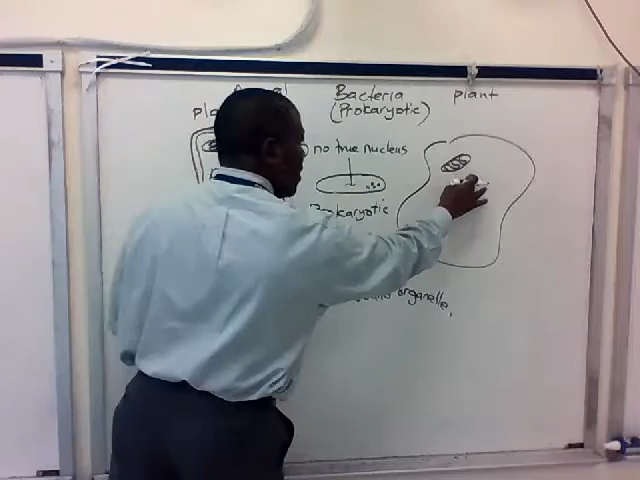 Bacteria
(Prokaryotic)
plant
no true nucleus
Prokaryotic
organelle,